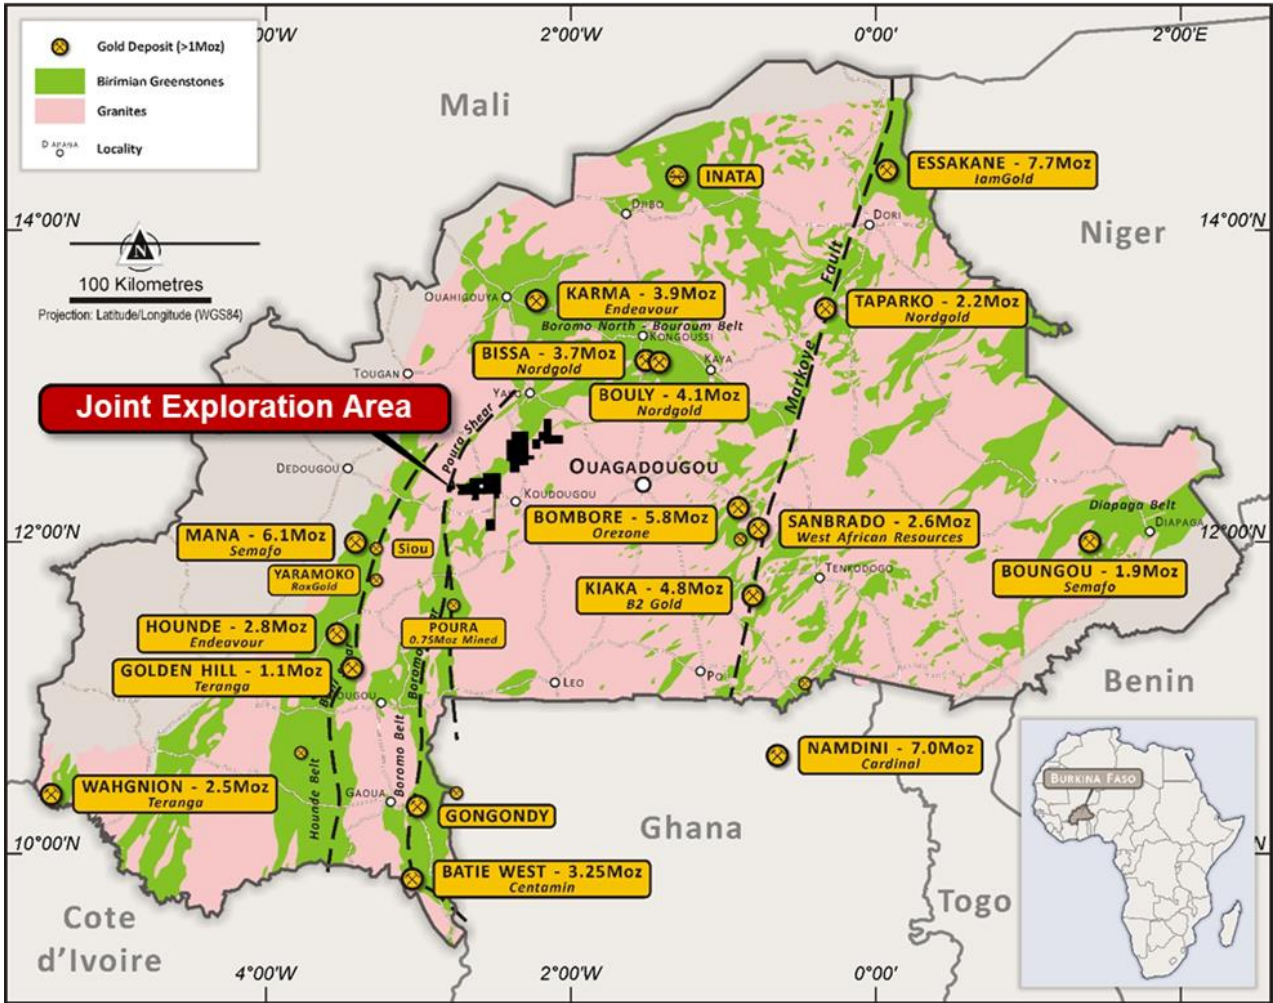 Gold Deposit (>1Moz)
Birimian Greenstones
Granites
Locality
2°00'W
0°00'
2°00'E
Mali
INATA
ESSAKANE - 7.7Moz
IamGold
DJIBO
DORI
14°00'N
14°00'N
Niger
N
100 Kilometres
Projection: Latitude/Longitude (WGS84)
OUAHIGOUYA
KARMA - 3.9Moz
Endeavour
Boromo North - Bouroum Belt
KONGOUSSI
Markoye Fault
TAPARKO - 2.2Moz
Nordgold
BISSA - 3.7Moz
Nordgold
KAYA
TOUGAN
YAKO
BOULY - 4.1Moz
Nordgold
Joint Exploration Area
Poura Shear
DEDOUGOU
OUAGADOUGOU
KOUDOUGOU
Diapaga Belt
DIAPAGA
12°00'N
12°00'N
MANA - 6.1Moz
Semafo
Siou
BOMBORE - 5.8Moz
Orezone
SANBRADO - 2.6Moz
West African Resources
YARAMOKO
RoxGold
TENKODOGO
BOUNGOU - 1.9Moz
Semafo
KIAKA - 4.8Moz
B2 Gold
HOUNDE - 2.8Moz
Endeavour
POURA
0.75Moz Mined
GOLDEN HILL - 1.1Moz
Teranga
LEO
PO
Benin
Boromo Belt
Hounde Belt
NAMDINI - 7.0Moz
Cardinal
WAHGNION - 2.5Moz
Teranga
GAOUA
GONGONDY
BURKINA FASO
Ghana
10°00'N
BATIE WEST - 3.25Moz
Centamin
Togo
Cote
d'Ivoire
4°00'W
2°00'W
0°00'